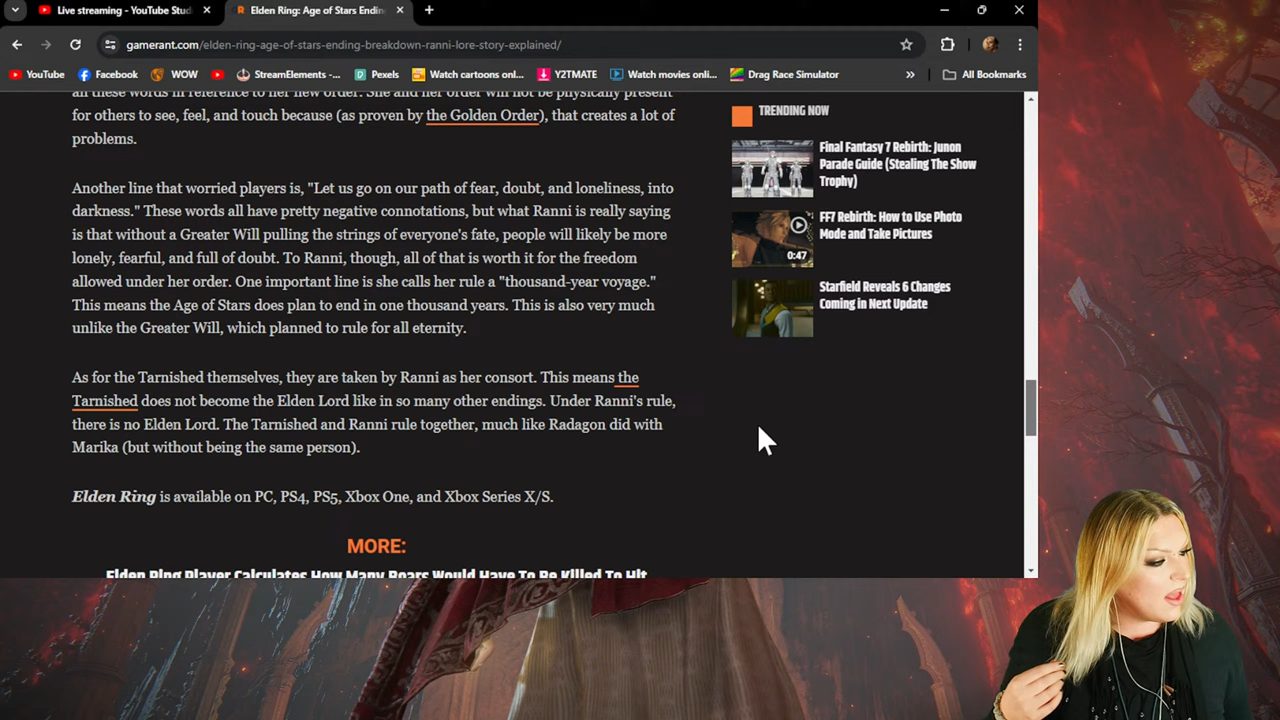 Live streaming - YouTube Stud
Elden Ring: Age of Stars Endin
gamerant.com/elden-ring-age-of-stars-ending-breakdown-ranni-lore-story-explained/
YouTube Facebook WOW StreamElements -... Pexels Watch cartoons onl... Y2TMATE Watch movies onli... Drag Race Simulator » All Bookmarks
all these words in reference to her new order. She and her order will not be physically present
for others to see, feel, and touch because (as proven by the Golden Order), that creates a lot of
problems.
Another line that worried players is, "Let us go on our path of fear, doubt, and loneliness, into
darkness." These words all have pretty negative connotations, but what Ranni is really saying
is that without a Greater Will pulling the strings of everyone's fate, people will likely be more
lonely, fearful, and full of doubt. To Ranni, though, all of that is worth it for the freedom
allowed under her order. One important line is she calls her rule a "thousand-year voyage."
This means the Age of Stars does plan to end in one thousand years. This is also very much
unlike the Greater Will, which planned to rule for all eternity.
As for the Tarnished themselves, they are taken by Ranni as her consort. This means the
Tarnished does not become the Elden Lord like in so many other endings. Under Ranni's rule,
there is no Elden Lord. The Tarnished and Ranni rule together, much like Radagon did with
Marika (but without being the same person).
Elden Ring is available on PC, PS4, PS5, Xbox One, and Xbox Series X/S.
MORE:
Elden Ring Player Calculates How Many Boars Would Have To Be Killed To Hit
TRENDING NOW
Final Fantasy 7 Rebirth: Junon
Parade Guide (Stealing The Show
Trophy)
FF7 Rebirth: How to Use Photo
Mode and Take Pictures
0:47
Starfield Reveals 6 Changes
Coming in Next Update